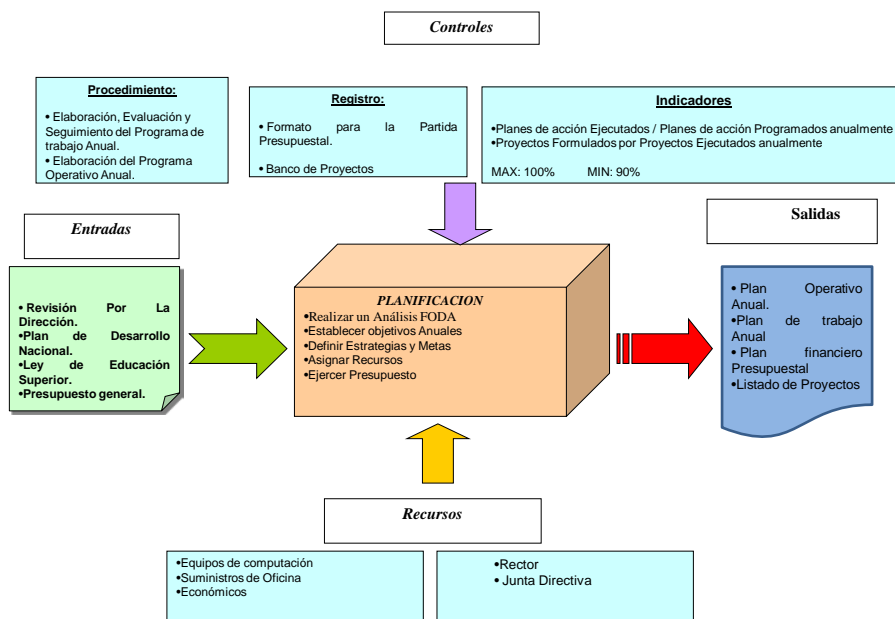 Controles
Procedimiento:
• Elaboración, Evaluación y
Seguimiento del Programa de
trabajo Anual.
• Elaboración del Programa
Operativo Anual.
Registro:
• Formato para la Partida
Presupuestal.
• Banco de Proyectos
Indicadores
•Planes de acción Ejecutados / Planes de acción Programados anualmente
•Proyectos Formulados por Proyectos Ejecutados anualmente
MAX: 100% MIN: 90%
Entradas
• Revisión Por La
Dirección.
•Plan de Desarrollo
Nacional.
•Ley de Educación
Superior.
•Presupuesto general.
PLANIFICACION
•Realizar un Análisis FODA
•Establecer objetivos Anuales
•Definir Estrategias y Metas
•Asignar Recursos
•Ejercer Presupuesto
Salidas
• Plan Operativo
Anual.
•Plan de trabajo
Anual
• Plan financiero
Presupuestal
•Listado de Proyectos
Recursos
•Equipos de computación
•Suministros de Oficina
•Económicos
•Rector
• Junta Directiva